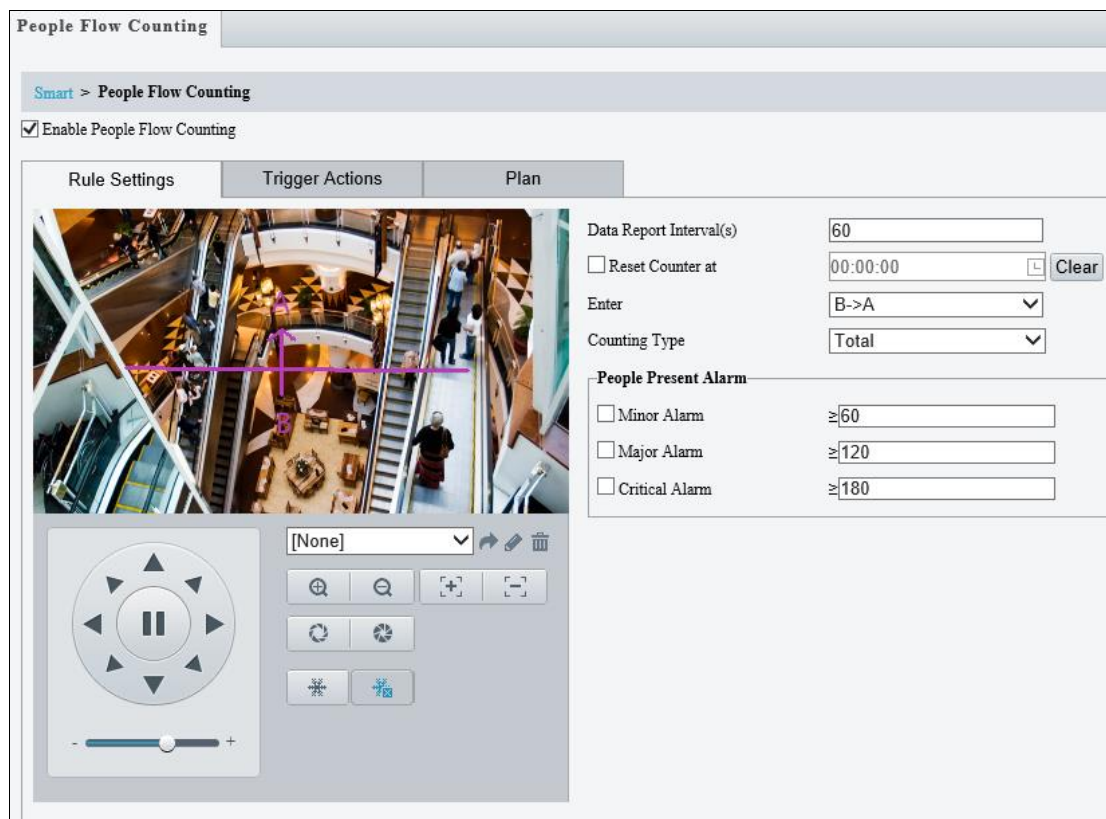 People Flow Counting
Smart > People Flow Counting
Enable People Flow Counting
Rule Settings Trigger Actions Plan
Data Report Interval(s) 60
Reset Counter at 00:00:00 Clear
Enter B->A
Counting Type Total
People Present Alarm
Minor Alarm ≥60
Major Alarm ≥120
Critical Alarm ≥180
A
B
[None]
- +